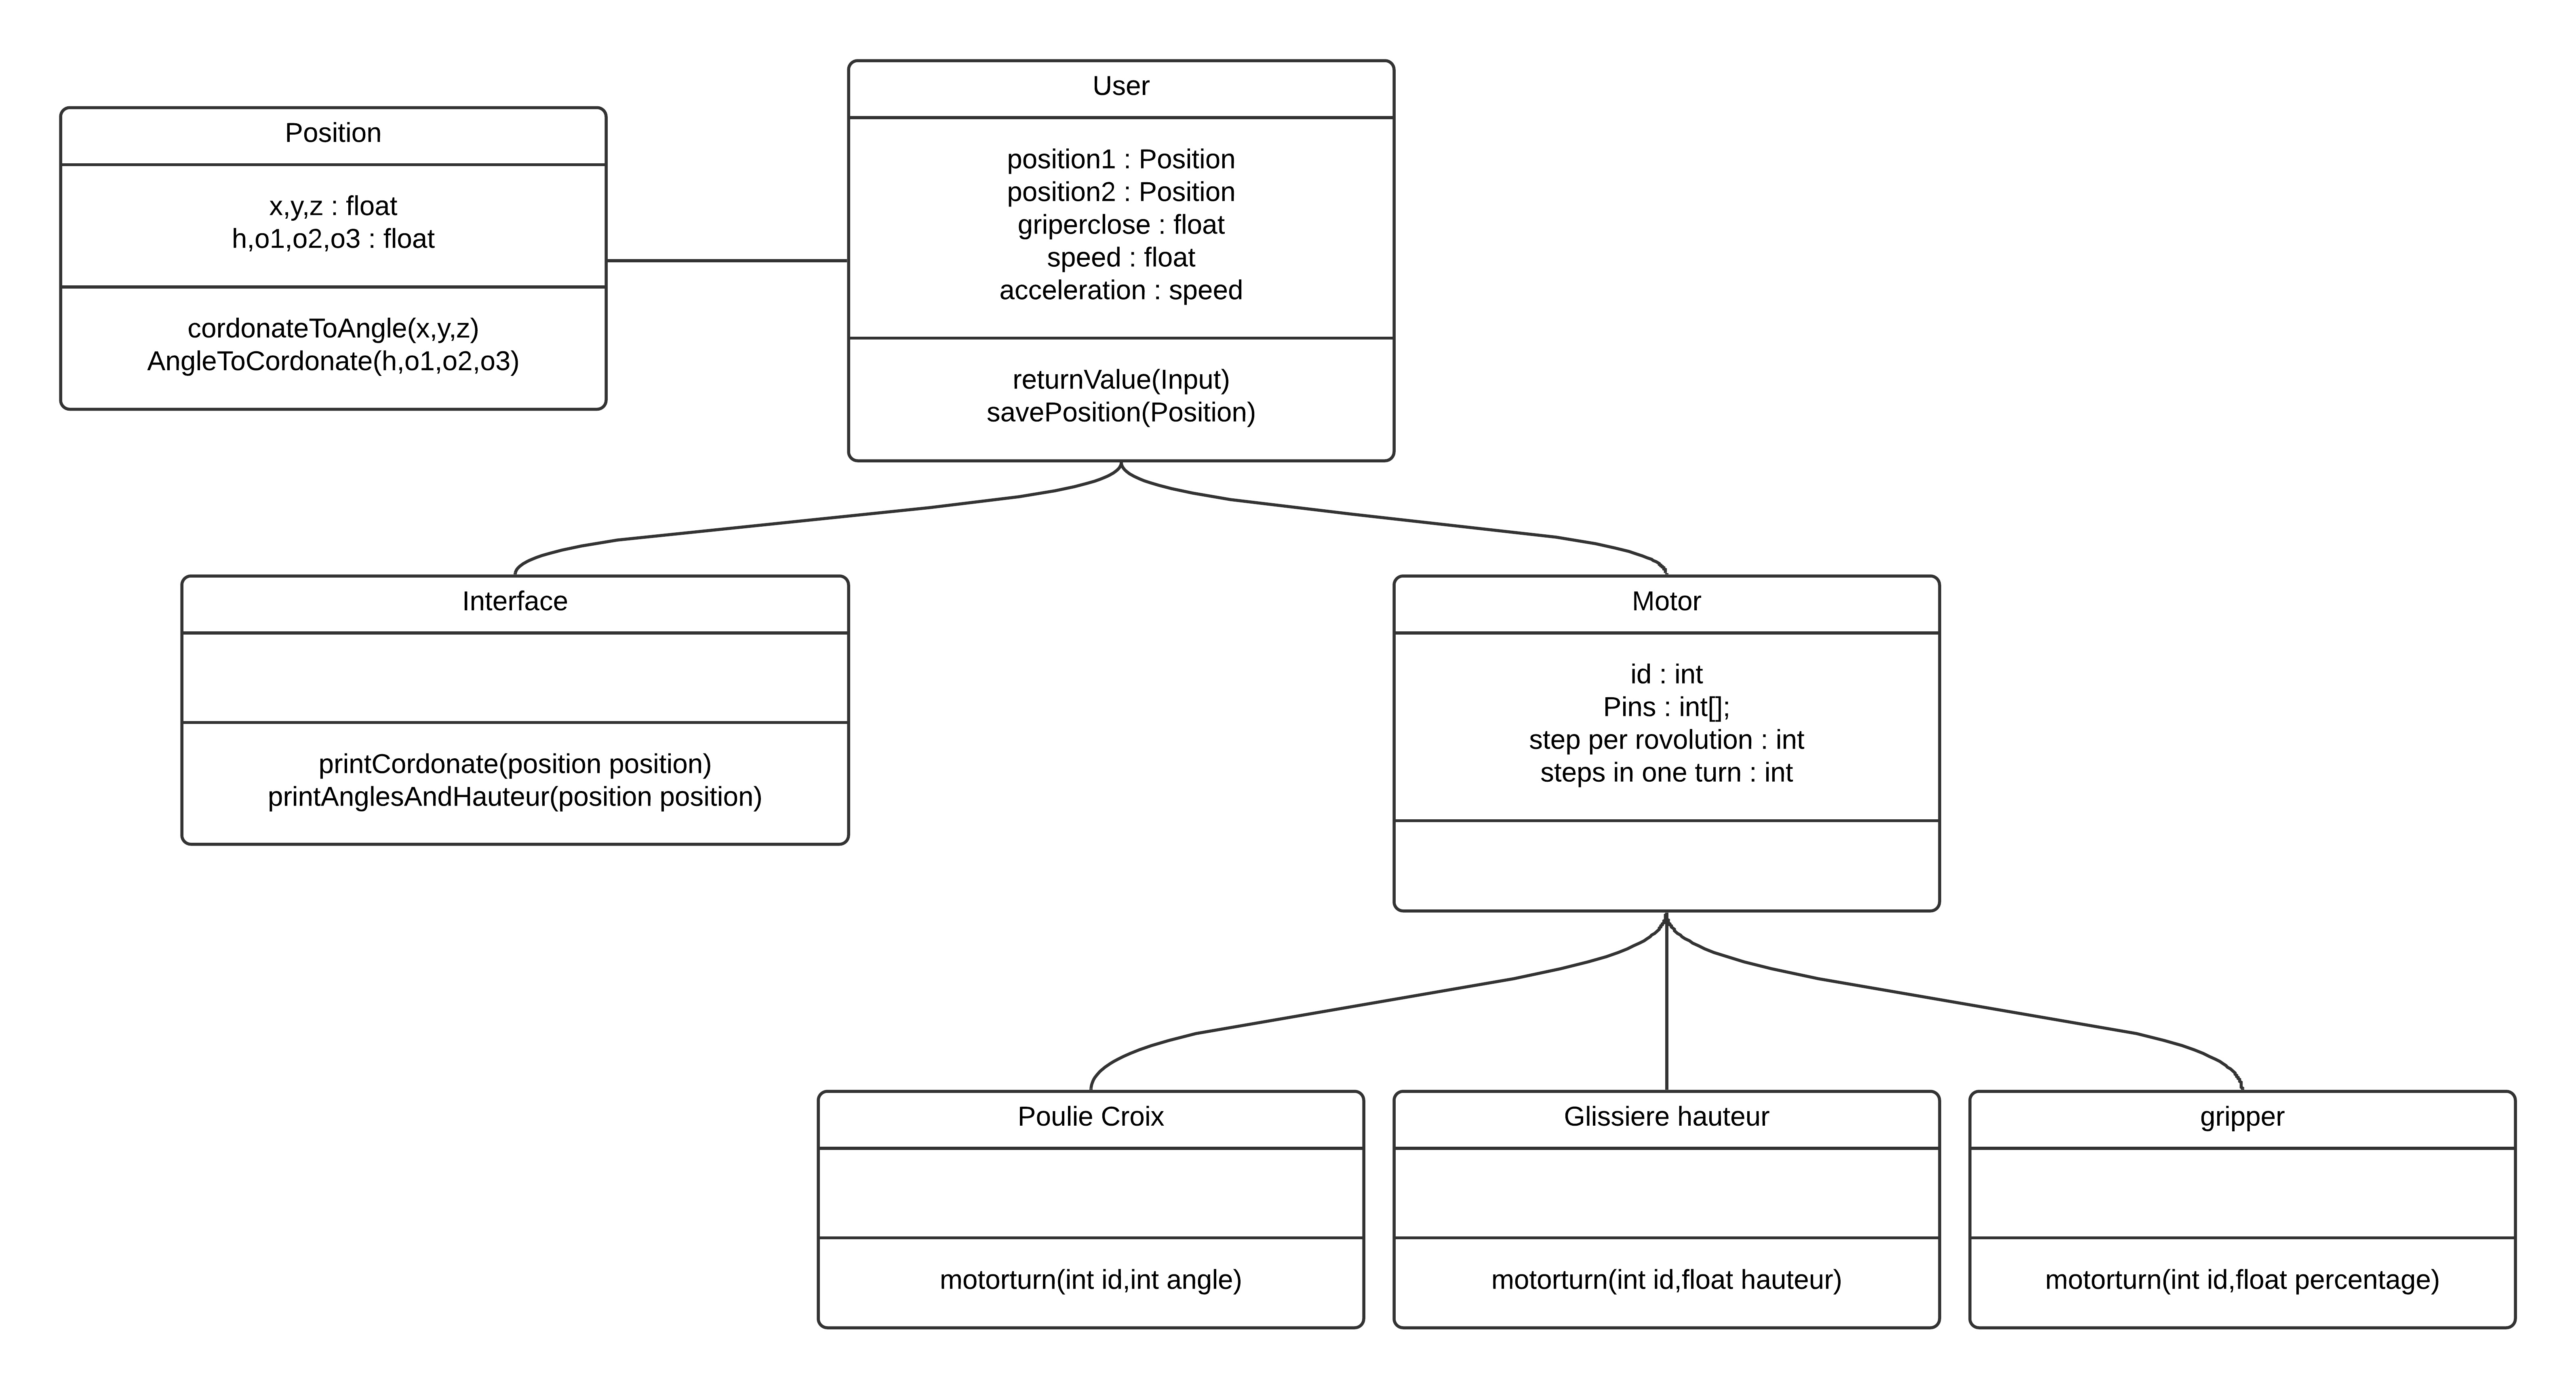 Position
x,y,z : float
h,o1,o2,o3 : float
cordonateToAngle(x,y,z)
AngleToCordonate(h,o1,o2,o3)
User
position1 : Position
position2 : Position
griperclose : float
speed : float
acceleration : speed
returnValue(Input)
savePosition(Position)
Interface
printCordonate(position position)
printAnglesAndHauteur(position position)
Motor
id : int
Pins : int[];
step per rovolution : int
steps in one turn : int
Poulie Croix
motorturn(int id,int angle)
Glissiere hauteur
motorturn(int id,float hauteur)
gripper
motorturn(int id,float percentage)